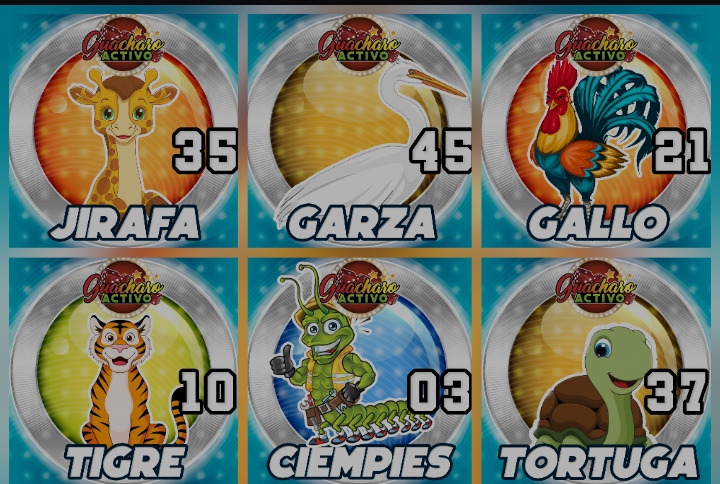 Guacharo
ACTIVO
35
JIRAFA
Guacharo
ACTIVO
45
GARZA
Guacharo
ACTIVO
21
GALLO
Guacharo
ACTIVO
10
TIGRE
Guacharo
ACTIVO
03
CIEMPIES
Guacharo
ACTIVO
37
TORTUGA